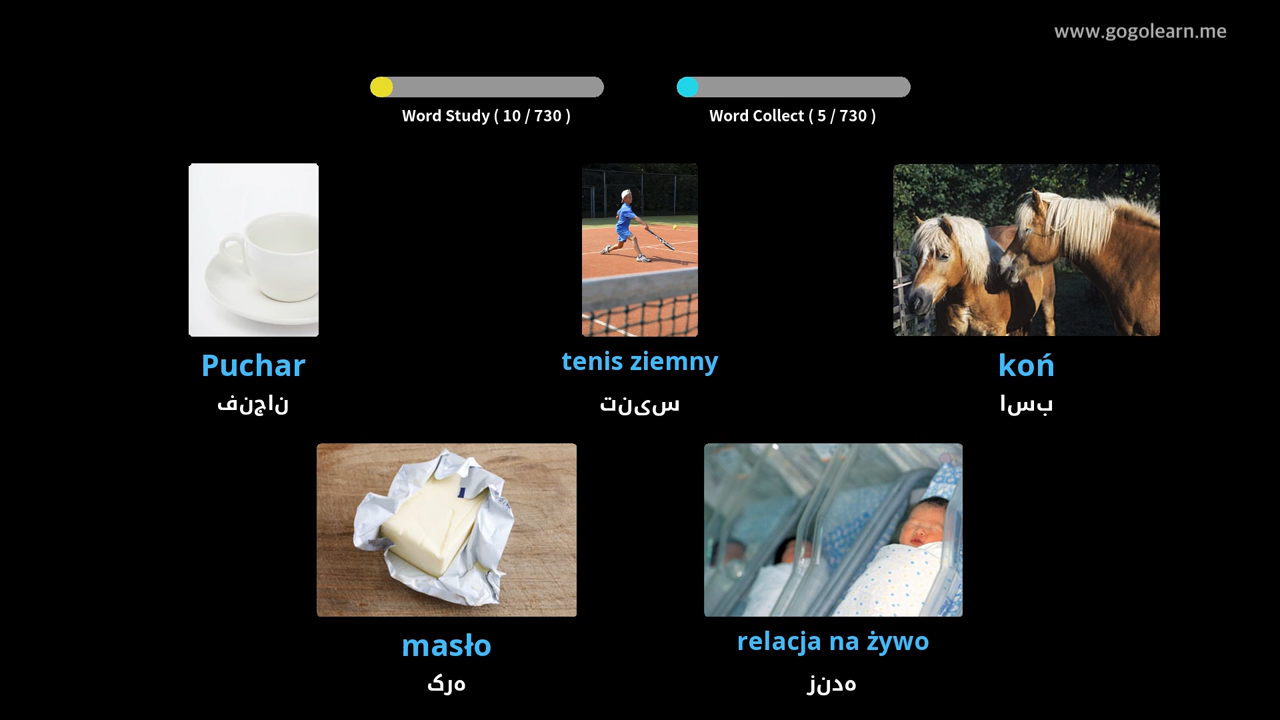 www.gogolearn.me
Word Study ( 10 / 730 )
Word Collect ( 5 / 730 )
Puchar
فنجان
tenis ziemny
تنیس
koń
اسب
masło
کره
relacja na żywo
زنده